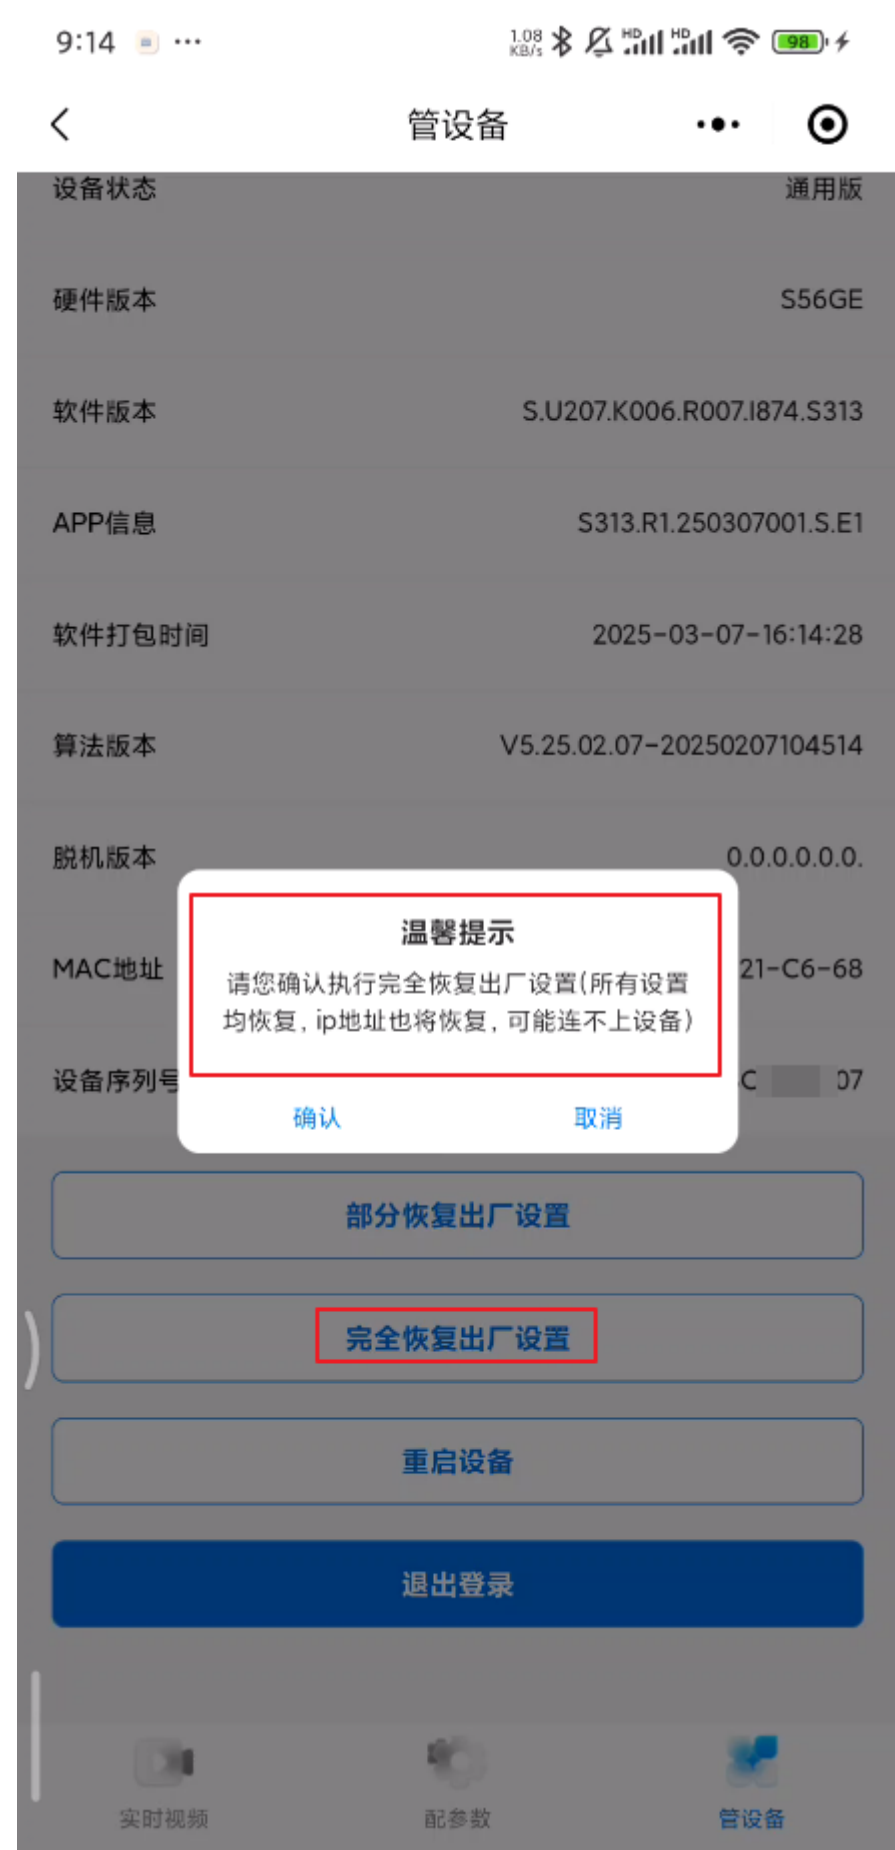 9:14
1.08 KB/s HD HD 98
管设备
设备状态 通用版
硬件版本 S56GE
软件版本 S.U207.K006.R007.I874.S313
APP信息 S313.R1.250307001.S.E1
软件打包时间 2025-03-07-16:14:28
算法版本 V5.25.02.07-20250207104514
脱机版本 0.0.0.0.0.0.
温馨提示
请您确认执行完全恢复出厂设置(所有设置
均恢复, ip地址也将恢复, 可能连不上设备)
MAC地址 21-C6-68
设备序列号 C 07
确认 取消
部分恢复出厂设置
完全恢复出厂设置
重启设备
退出登录
实时视频 配参数 管设备